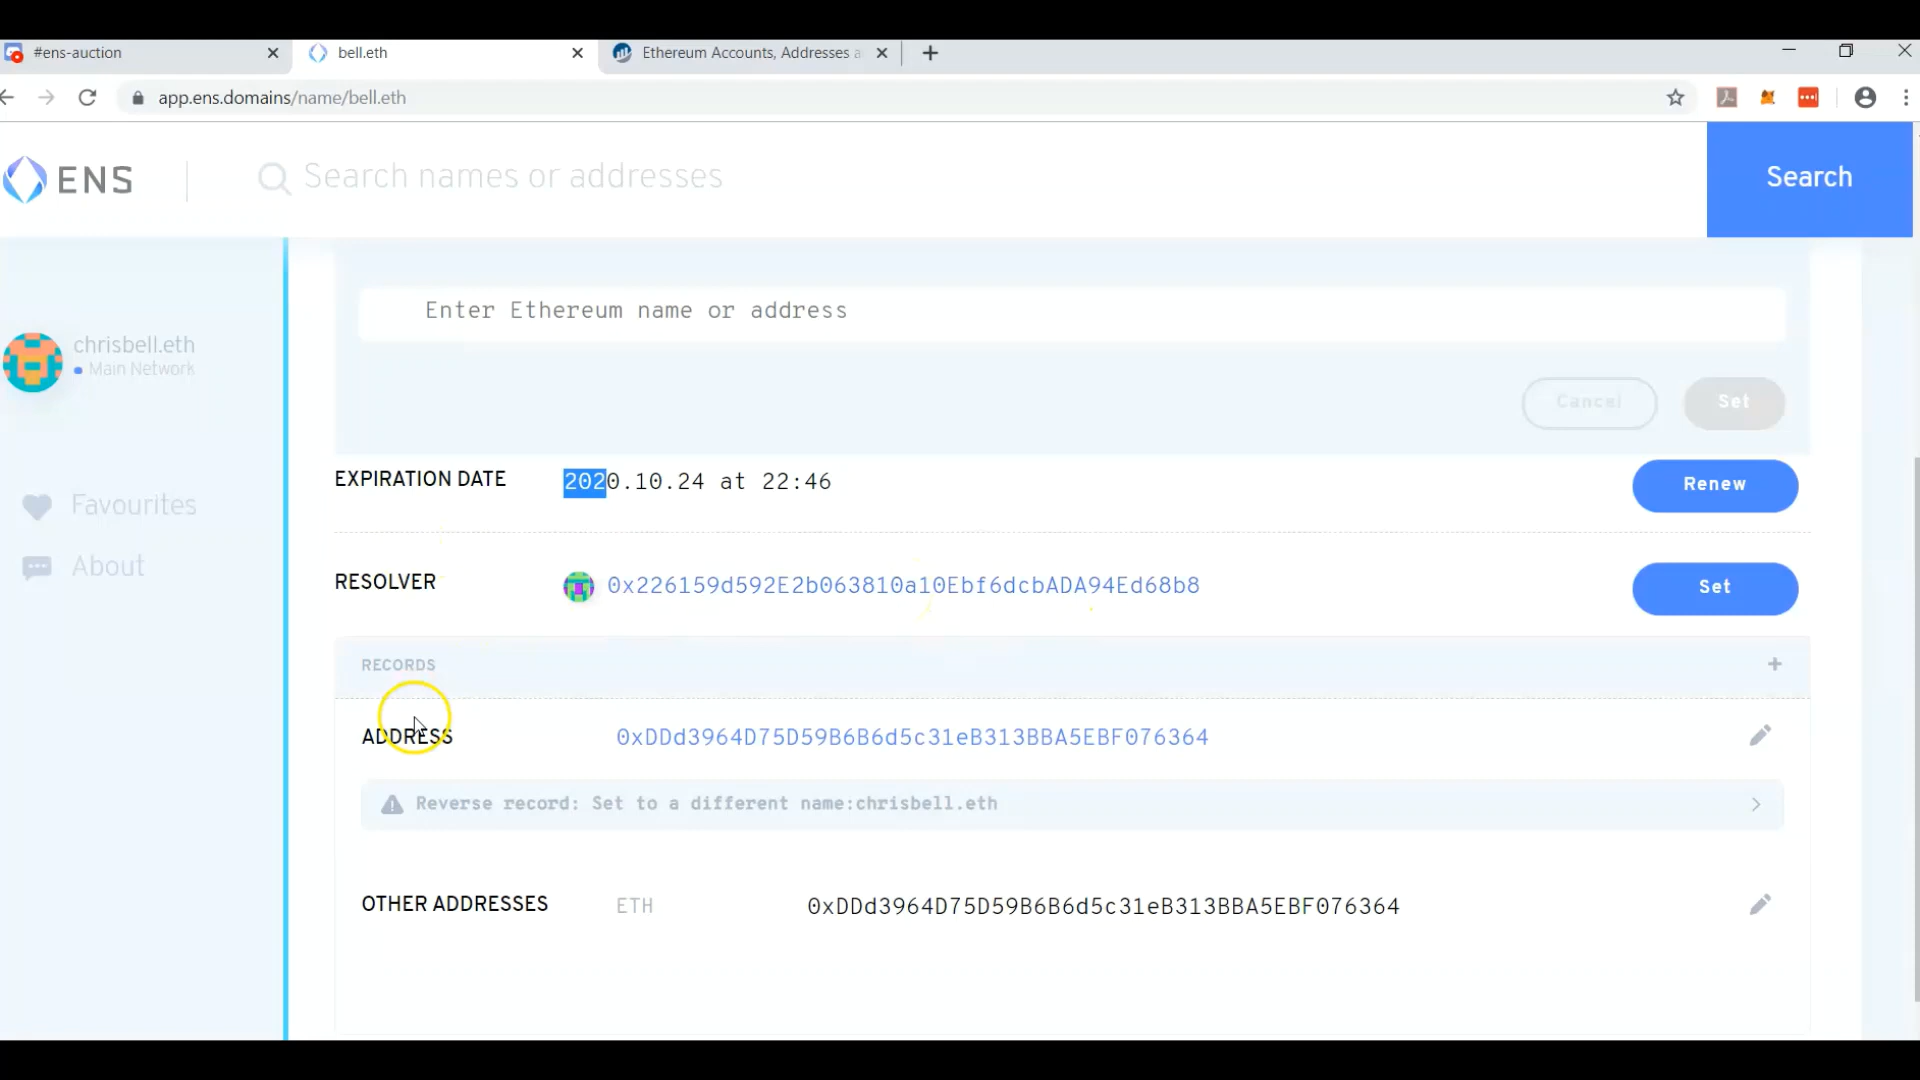 #ens-auction
bell.eth
Ethereum Accounts, Addresses a
app.ens.domains/name/bell.eth
ENS
Search names or addresses
Search
chrisbell.eth
Main Network
Favourites
About
Enter Ethereum name or address
Cancel
Set
EXPIRATION DATE
2020.10.24 at 22:46
Renew
RESOLVER
0x226159d592E2b063810a10Ebf6dcbADA94Ed68b8
Set
RECORDS
+
ADDRESS
0xDDd3964D75D59B6B6d5c31eB313BBA5EBF076364
Reverse record: Set to a different name:chrisbell.eth
OTHER ADDRESSES
ETH
0xDDd3964D75D59B6B6d5c31eB313BBA5EBF076364